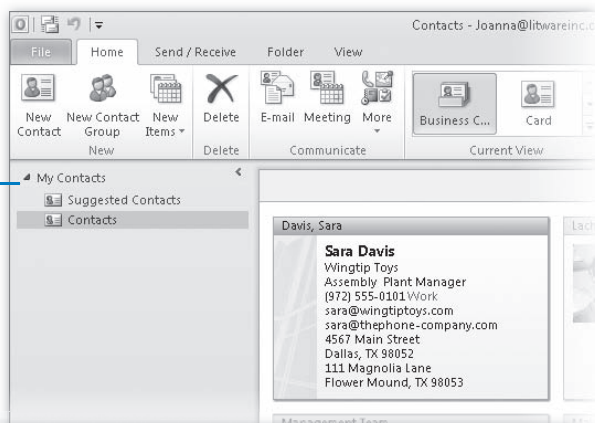 Contacts - Joanna@litwareinc.c
File Home Send / Receive Folder View
New Contact New Contact Group New Items Delete E-mail Meeting More Business C... Card
New Delete Communicate Current View
My Contacts
Suggested Contacts
Contacts
Davis, Sara
Lach
Sara Davis
Wingtip Toys
Assembly Plant Manager
(972) 555-0101 Work
sara@wingtiptoys.com
sara@thephone-company.com
4567 Main Street
Dallas, TX 98052
111 Magnolia Lane
Flower Mound, TX 98053
Management Team